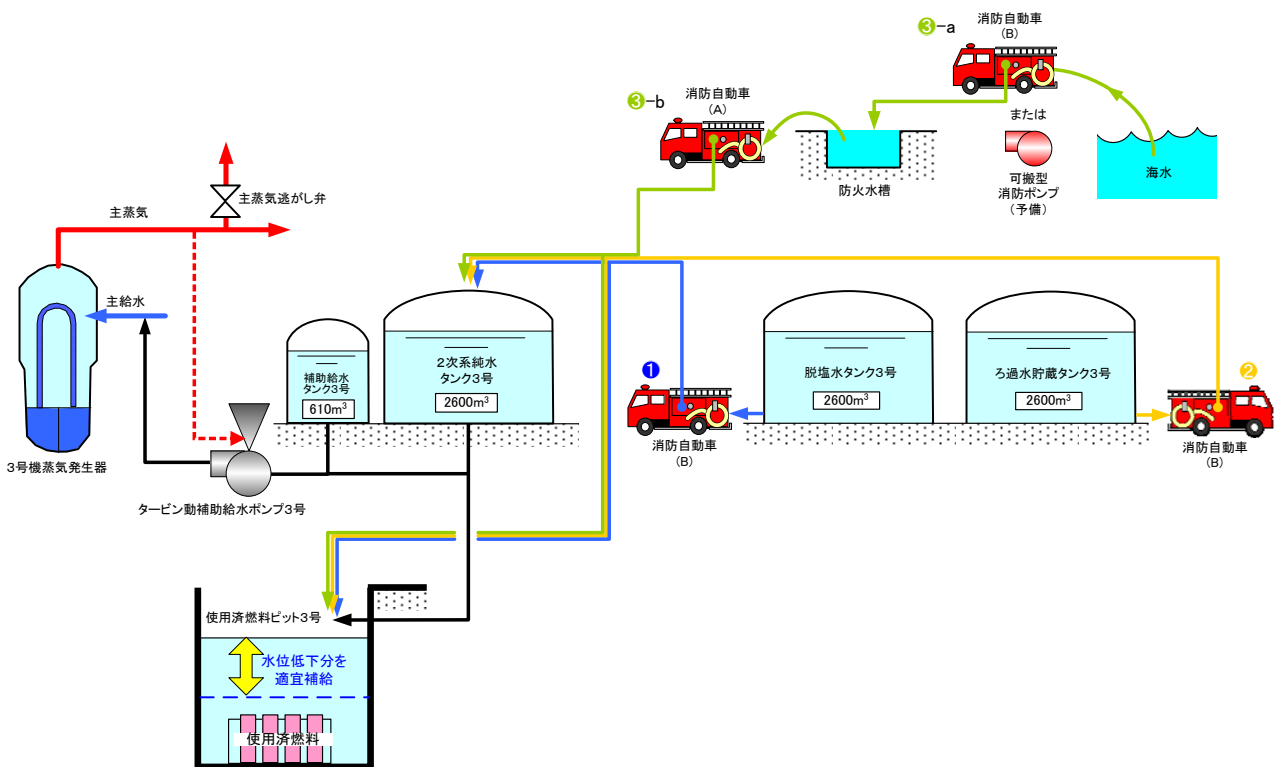 ❸-a
消防自動車
(B)
❸-b
消防自動車
(A)
または
可搬型
消防ポンプ
(予備)
海水
防火水槽
主蒸気逃がし弁
主蒸気
主給水
3号機蒸気発生器
タービン動補助給水ポンプ3号
補助給水
タンク3号
610m³
2次系純水
タンク3号
2600m³
❶
消防自動車
(B)
脱塩水タンク3号
2600m³
ろ過水貯蔵タンク3号
2600m³
❷
消防自動車
(B)
使用済燃料ピット3号
水位低下分を
適宜補給
使用済燃料